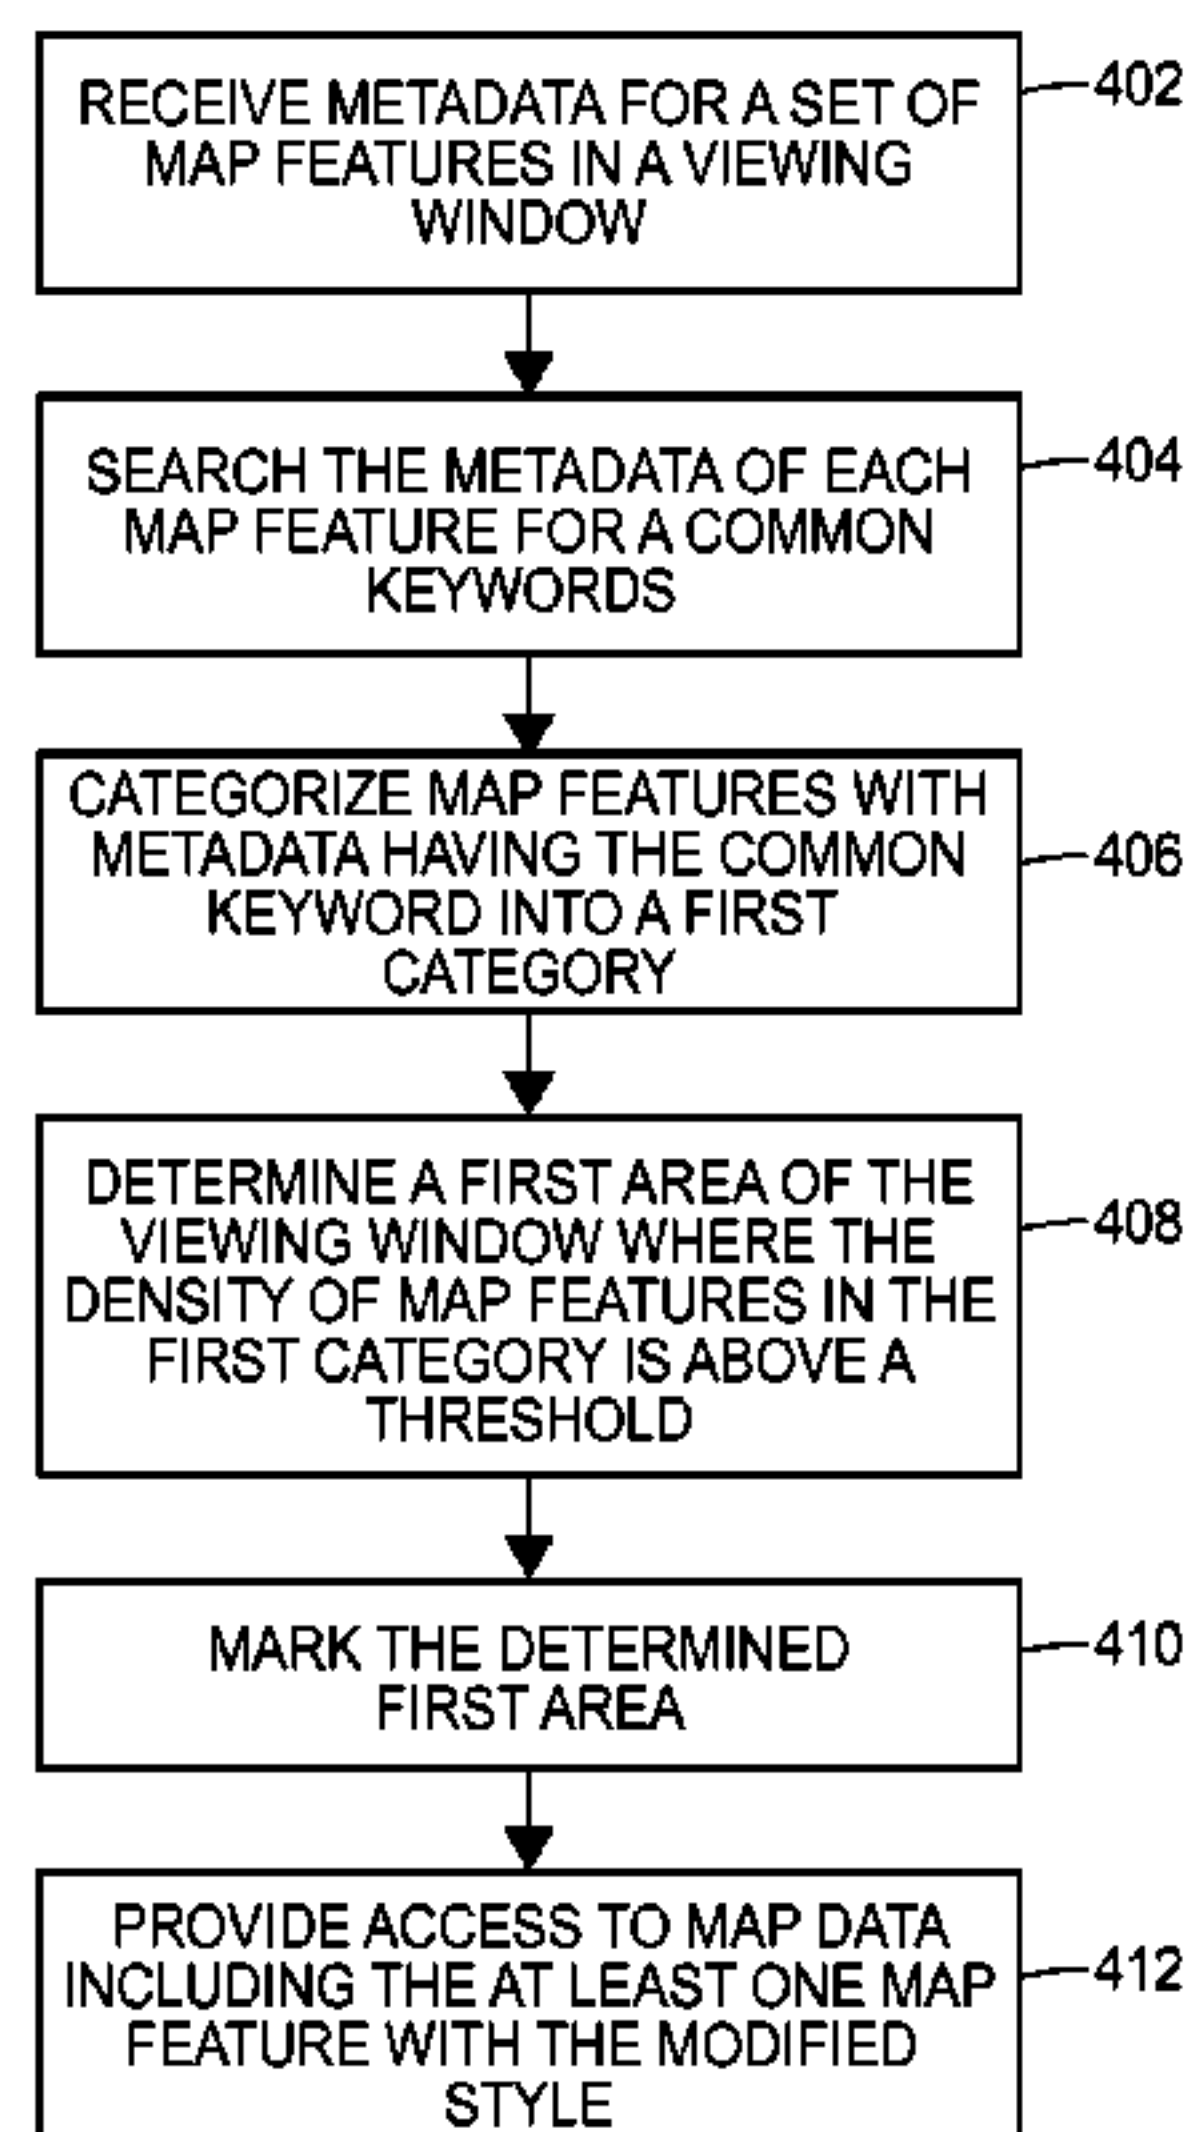 RECEIVE METADATA FOR A SET OF
MAP FEATURES IN A VIEWING
WINDOW
402
SEARCH THE METADATA OF EACH
MAP FEATURE FOR A COMMON
KEYWORDS
404
CATEGORIZE MAP FEATURES WITH
METADATA HAVING THE COMMON
KEYWORD INTO A FIRST
CATEGORY
406
DETERMINE A FIRST AREA OF THE
VIEWING WINDOW WHERE THE
DENSITY OF MAP FEATURES IN THE
FIRST CATEGORY IS ABOVE A
THRESHOLD
408
MARK THE DETERMINED
FIRST AREA
410
PROVIDE ACCESS TO MAP DATA
INCLUDING THE AT LEAST ONE MAP
FEATURE WITH THE MODIFIED
STYLE
412